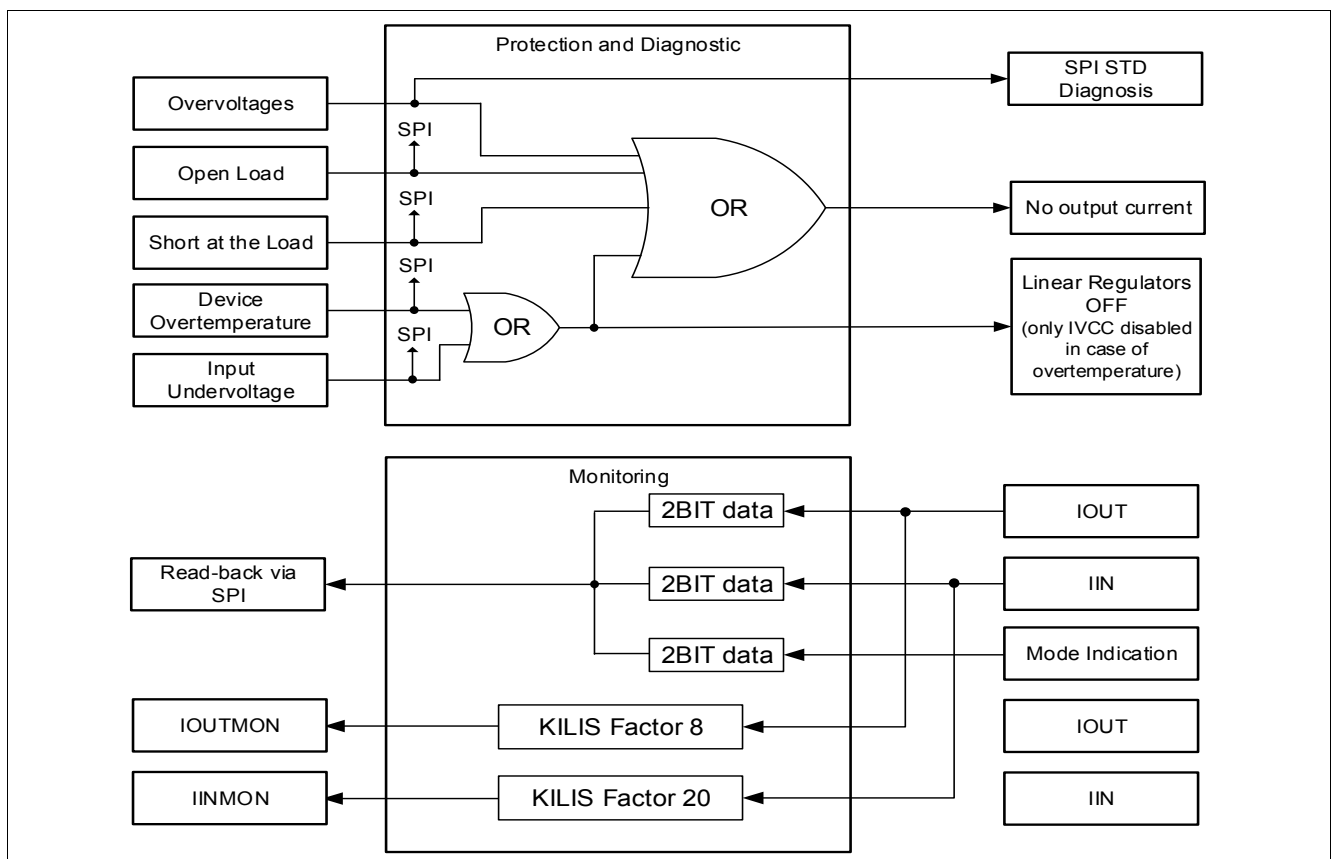 Protection and Diagnostic
Overvoltages
SPI STD
Diagnosis
SPI
Open Load
SPI
OR
No output current
Short at the Load
SPI
Device
Overtemperature
OR
SPI
Linear Regulators
OFF
(only IVCC disabled
in case of
overtemperature)
Input
Undervoltage
Monitoring
2BIT data
IOUT
Read-back via
SPI
2BIT data
IIN
2BIT data
Mode Indication
IOUTMON
KILIS Factor 8
IOUT
IINMON
KILIS Factor 20
IIN